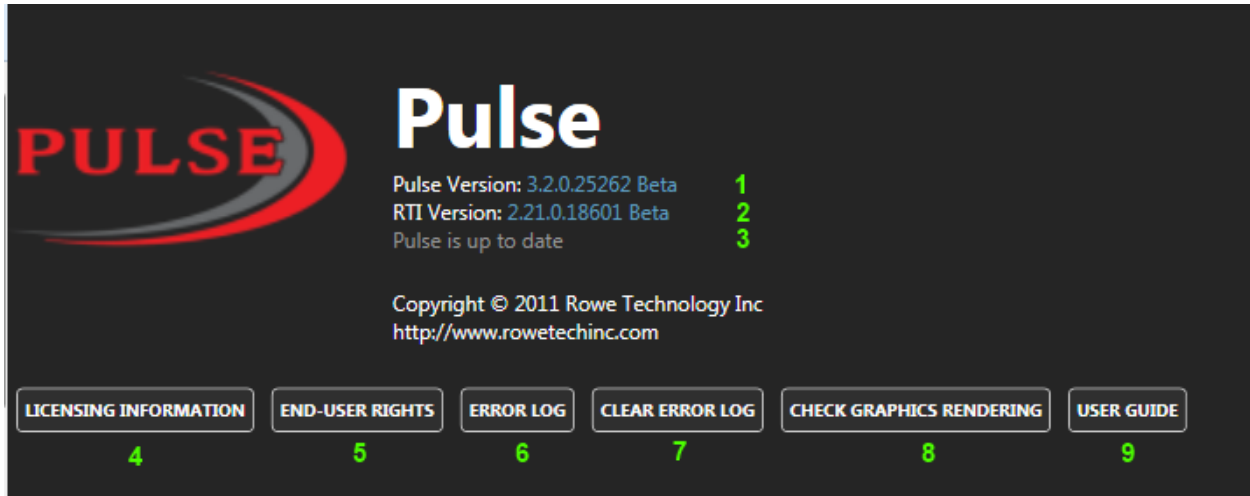 PULSE
Pulse
Pulse Version: 3.2.0.25262 Beta 1
RTI Version: 2.21.0.18601 Beta 2
Pulse is up to date 3
Copyright © 2011 Rowe Technology Inc
http://www.rowetechinc.com
LICENSING INFORMATION END-USER RIGHTS ERROR LOG CLEAR ERROR LOG CHECK GRAPHICS RENDERING USER GUIDE
4 5 6 7 8 9